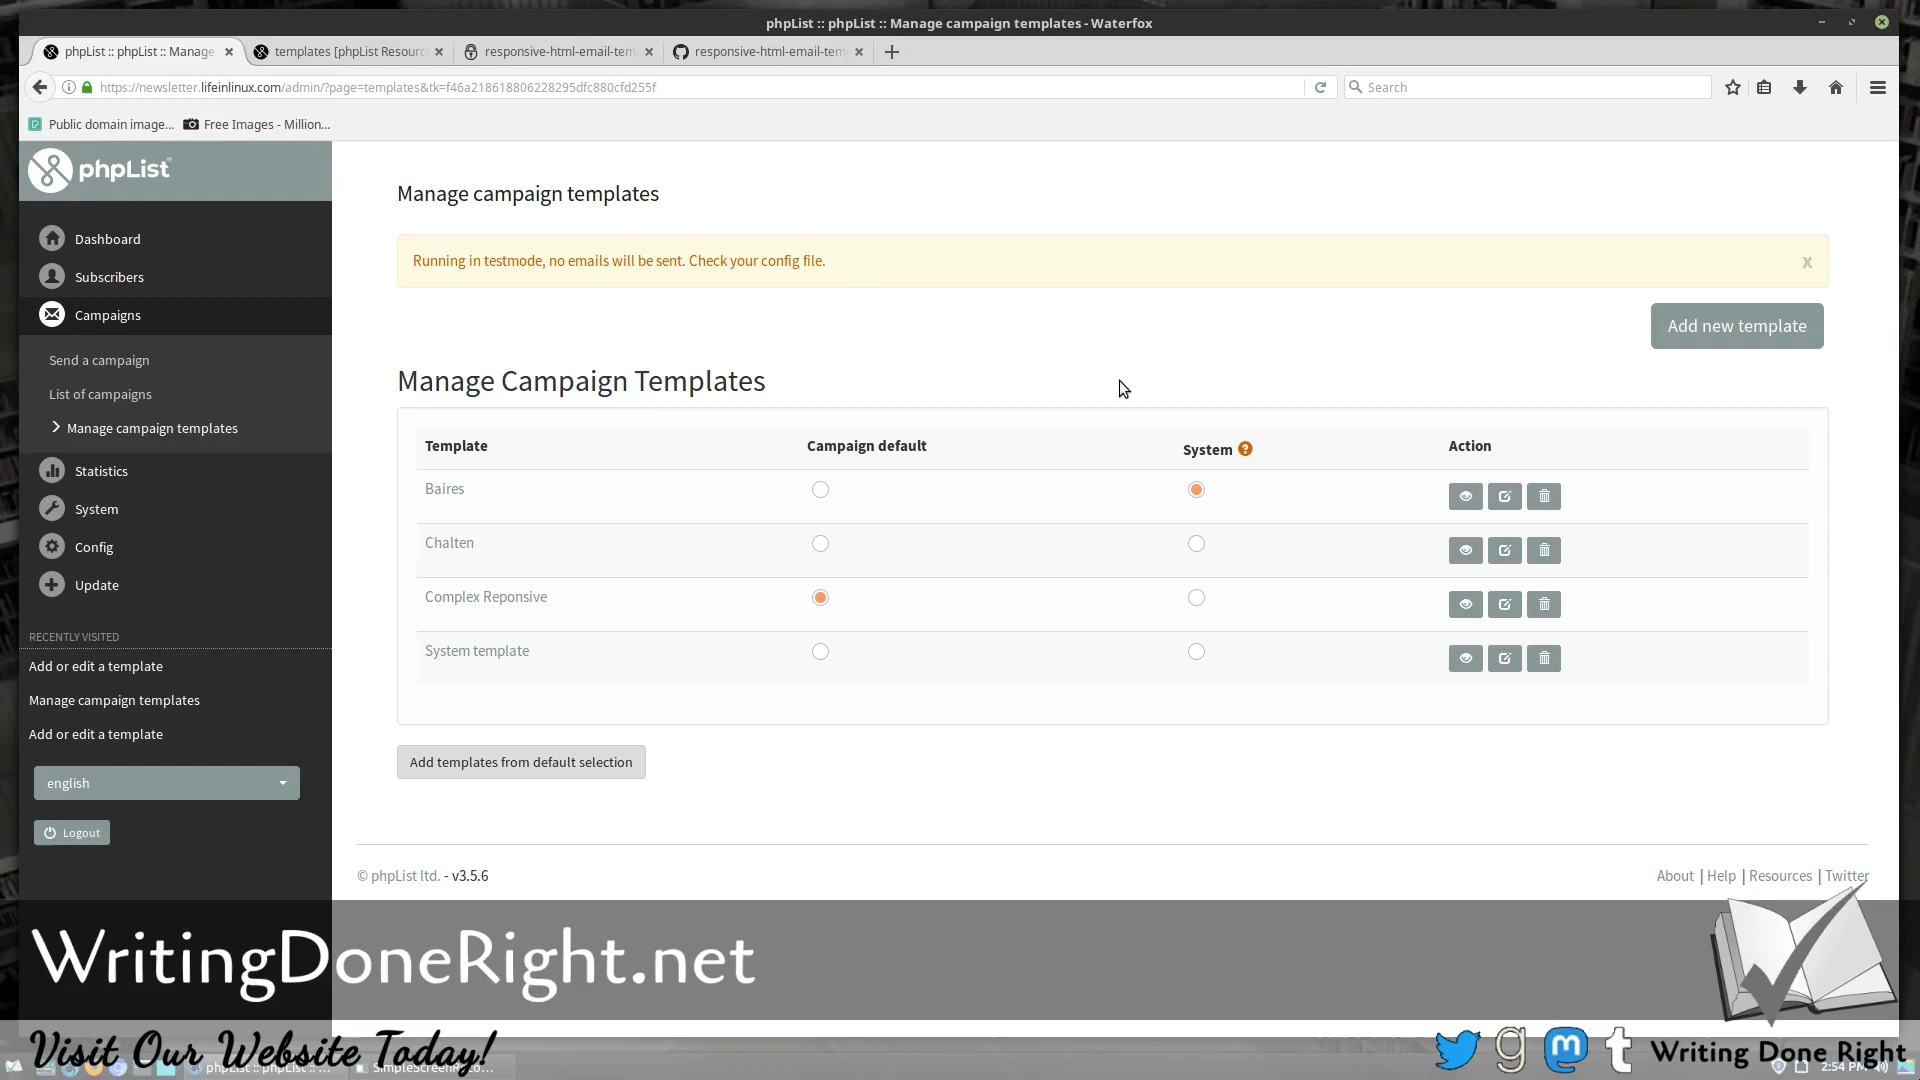 phpList :: phpList :: Manage campaign templates - Waterfox
phpList :: phpList :: Manage
templates [phpList Resourc
responsive-html-email-tem
responsive-html-email-tem
https://newsletter.lifeinlinux.com/admin/?page=templates&tk=f46a218618806228295dfc880cfd255f
Search
Public domain image...
Free Images - Million...
phpList
Dashboard
Subscribers
Campaigns
Send a campaign
List of campaigns
Manage campaign templates
Statistics
System
Config
Update
RECENTLY VISITED
Add or edit a template
Manage campaign templates
Add or edit a template
english
Logout
Manage campaign templates
Running in testmode, no emails will be sent. Check your config file.
x
Add new template
Manage Campaign Templates
Template Campaign default System ? Action
Baires
Chalten
Complex Reponsive
System template
Add templates from default selection
© phpList ltd. - v3.5.6
About | Help | Resources | Twitter
WritingDoneRight.net
Visit Our Website Today!
g m t Writing Done Right
phpList :: phpList :: ...
SimpleScreenReco...
2:54 PM